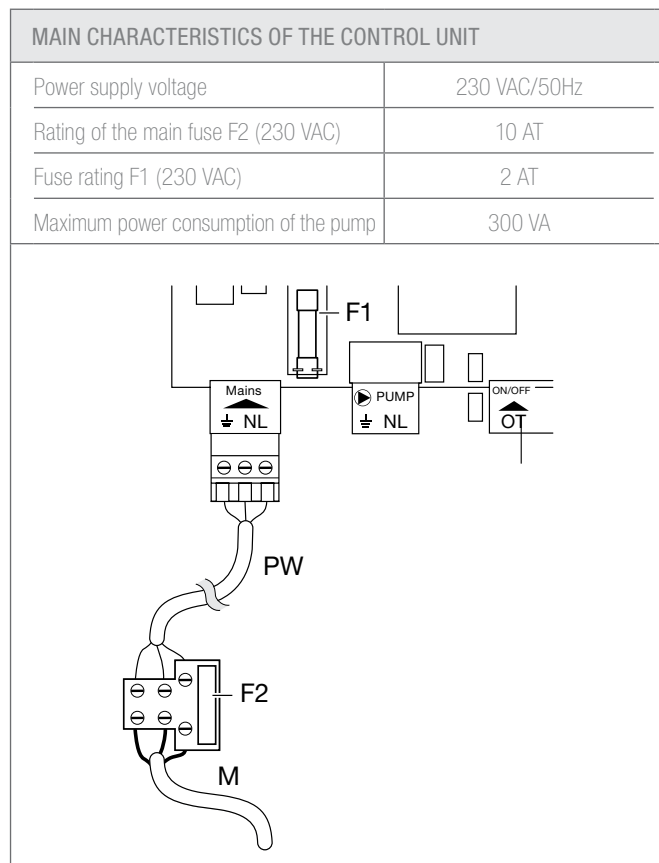 MAIN CHARACTERISTICS OF THE CONTROL UNIT
Power supply voltage 230 VAC/50Hz
Rating of the main fuse F2 (230 VAC) 10 AT
Fuse rating F1 (230 VAC) 2 AT
Maximum power consumption of the pump 300 VA
F1
Mains
NL
PUMP
NL
ON/OFF
OT
PW
F2
M